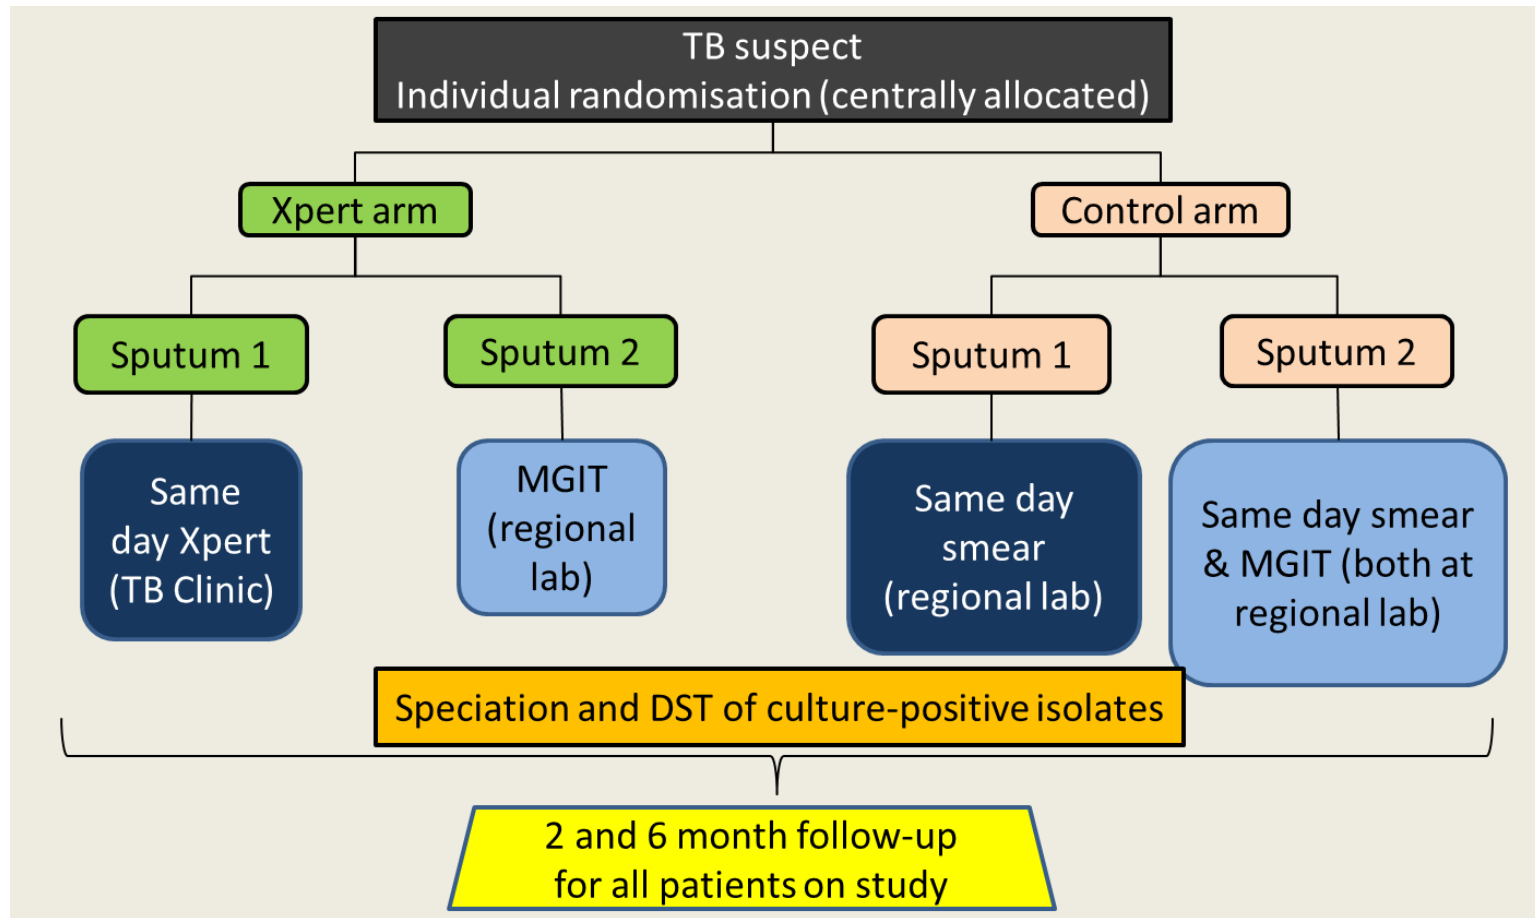 TB suspect
Individual randomisation (centrally allocated)
Xpert arm
Control arm
Sputum 1
Sputum 2
Sputum 1
Sputum 2
Same
day Xpert
(TB Clinic)
MGIT
(regional
lab)
Same day
smear
(regional lab)
Same day smear
& MGIT (both at
regional lab)
Speciation and DST of culture-positive isolates
2 and 6 month follow-up
for all patients on study